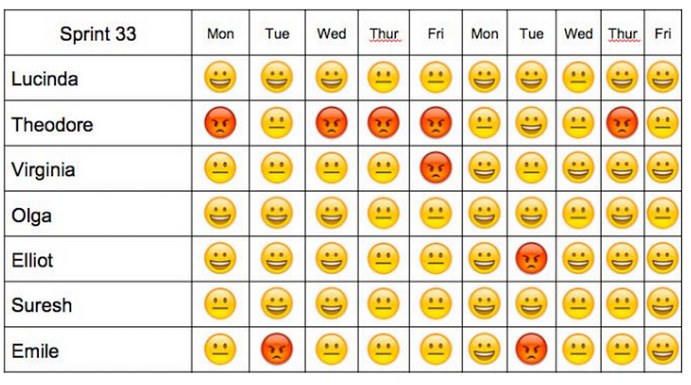 Sprint 33 Mon Tue Wed Thur Fri Mon Tue Wed Thur Fri
Lucinda
Theodore
Virginia
Olga
Elliot
Suresh
Emile